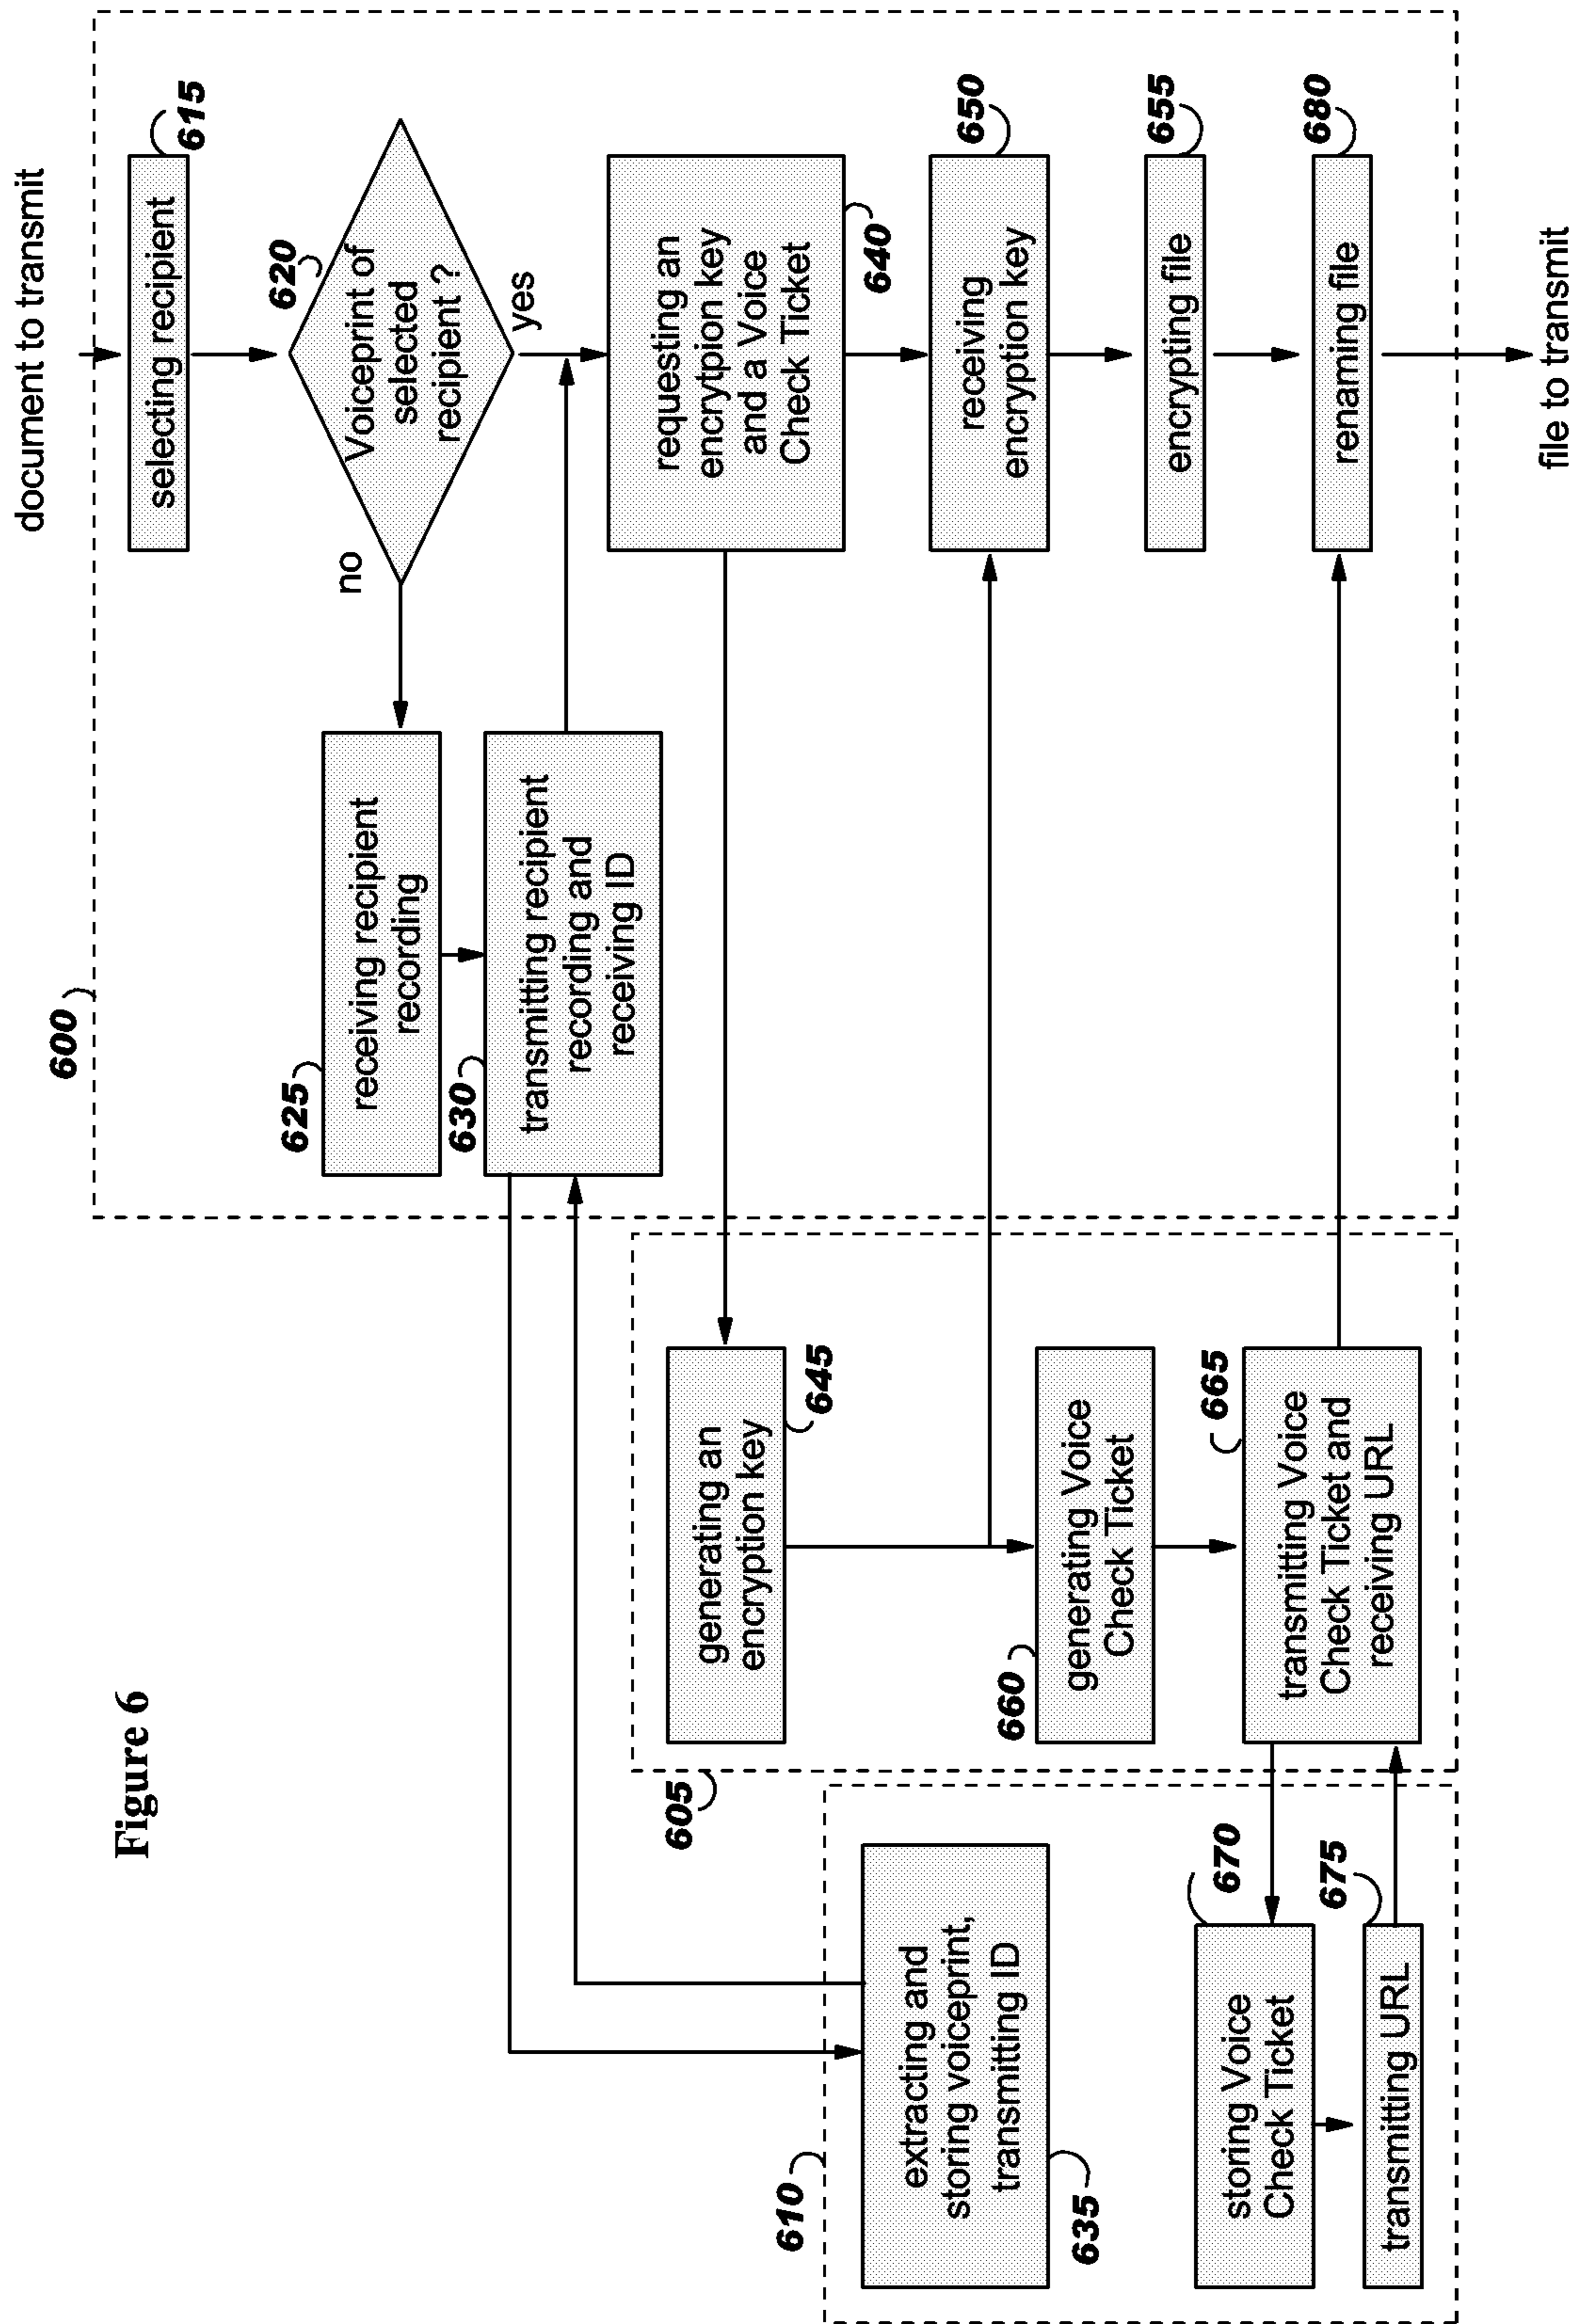 Figure 6
document to transmit
600
selecting recipient
615
620
Voiceprint of
selected
recipient ?
no
yes
625
receiving recipient
recording
630
transmitting recipient
recording and
receiving ID
610
extracting and
storing voiceprint,
transmitting ID
635
requesting an
encrytpion key
and a Voice
Check Ticket
640
605
generating an
encryption key
645
receiving
encryption key
650
encrypting file
655
660
generating Voice
Check Ticket
665
transmitting Voice
Check Ticket and
receiving URL
670
storing Voice
Check Ticket
675
transmitting URL
renaming file
680
file to transmit